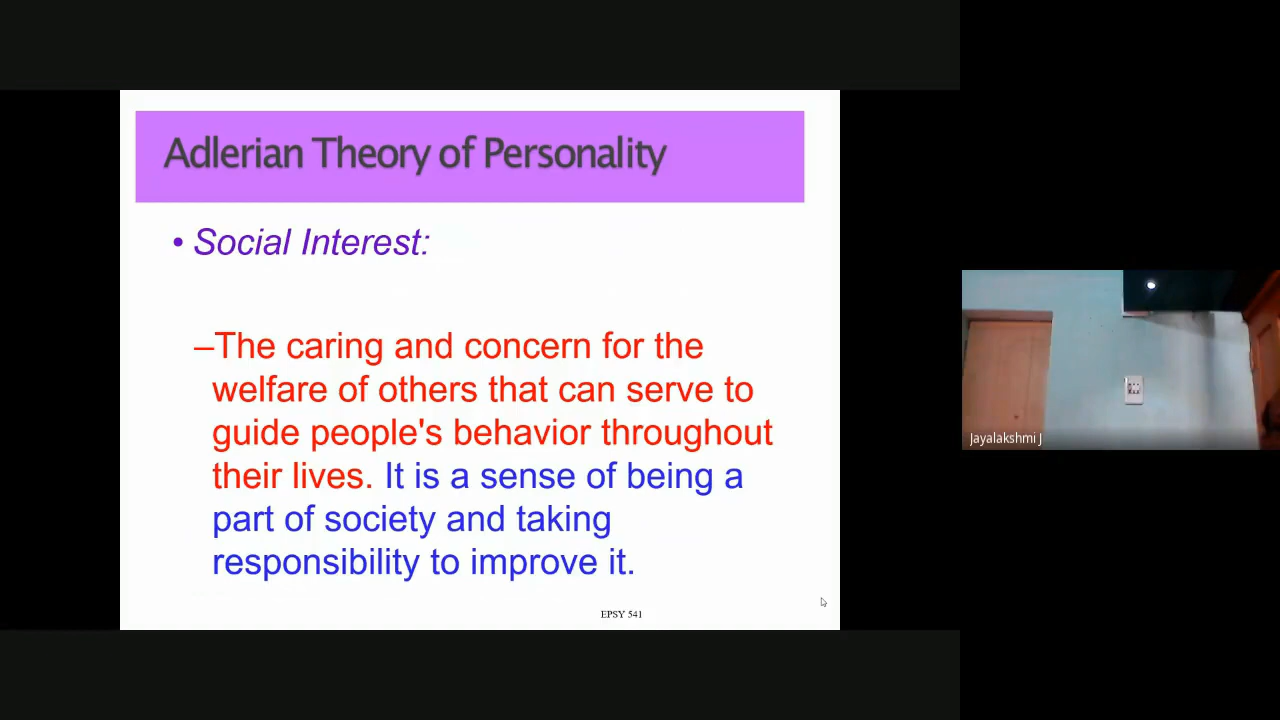 Adlerian Theory of Personality
• Social Interest:
–The caring and concern for the
welfare of others that can serve to
guide people's behavior throughout
their lives. It is a sense of being a
part of society and taking
responsibility to improve it.
EPSY 541
Jayalakshmi J